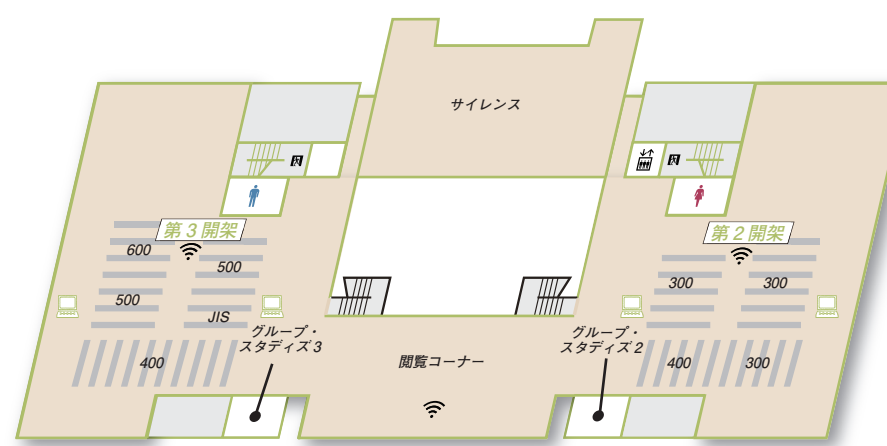 サイレンス
第3開架
第2開架
600
500
300
300
500
JIS
グループ・
スタディズ3
グループ・
スタディズ2
400
閲覧コーナー
400
300